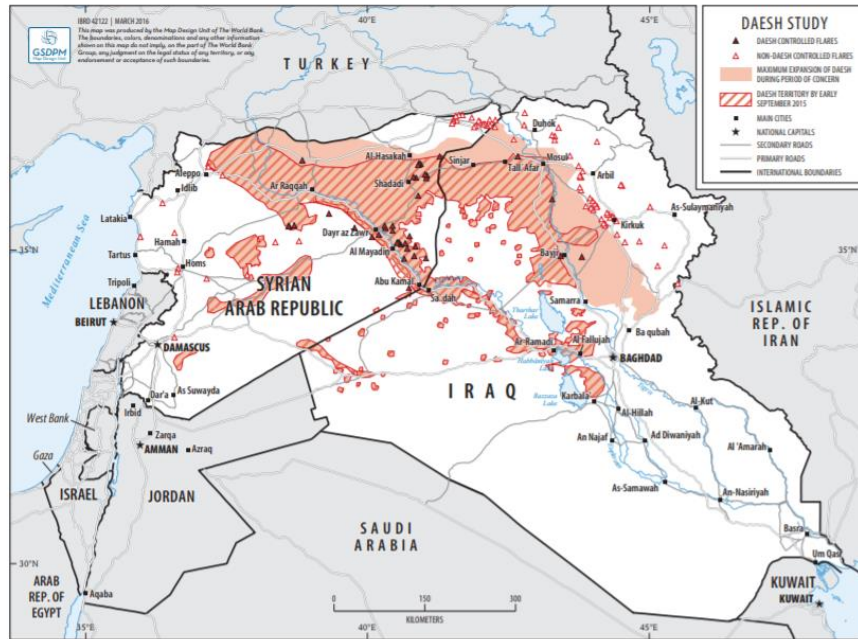 IBRD 42122 | MARCH 2016
This map was produced by the Map Design Unit of The World Bank.
The boundaries, colors, denominations and any other information
shown on this map do not imply, on the part of The World Bank
Group, any judgment on the legal status of any territory, or any
endorsement or acceptance of such boundaries.
GSDPM
Map Design Unit
40°E
45°E
DAESH STUDY
DAESH CONTROLLED FLARES
NON-DAESH CONTROLLED FLARES
MAXIMUM EXPANSION OF DAESH
DURING PERIOD OF CONCERN
DAESH TERRITORY BY EARLY
SEPTEMBER 2015
MAIN CITIES
NATIONAL CAPITALS
SECONDARY ROADS
PRIMARY ROADS
INTERNATIONAL BOUNDARIES
TURKEY
Duhok
Al-Hasakah
Sinjar
Tall 'Afar
Mosul
Aleppo
Idlib
Ar Raqqah
Shadadi
Arbil
As-Sulaymaniyah
Latakia
Kirkuk
Mediterranean Sea
35°N
Hamah
Dayr az Zawr
Al Mayadin
Bayji
35°N
Tartus
Homs
Tripoli
SYRIAN
ARAB REPUBLIC
Abu Kamal
Samarra
LEBANON
BEIRUT
Tharthar
Lake
Ba qubah
ISLAMIC
REP. OF
IRAN
DAMASCUS
Ar-Ramadi
Al Fallujah
BAGHDAD
IRAQ
Karbala
Al-Kut
Dar'a
As Suwayda
Irbid
Al-Hillah
West Bank
Zarqa
An Najaf
Ad Diwaniyah
Al 'Amarah
Gaza
AMMAN
Azraq
ISRAEL
JORDAN
As-Samawah
An-Nasiriyah
SAUDI
ARABIA
Basra
30°N
Um Qasr
ARAB
REP. OF
EGYPT
Aqaba
KUWAIT
KUWAIT
0
150
300
KILOMETERS
35°E
40°E
45°E